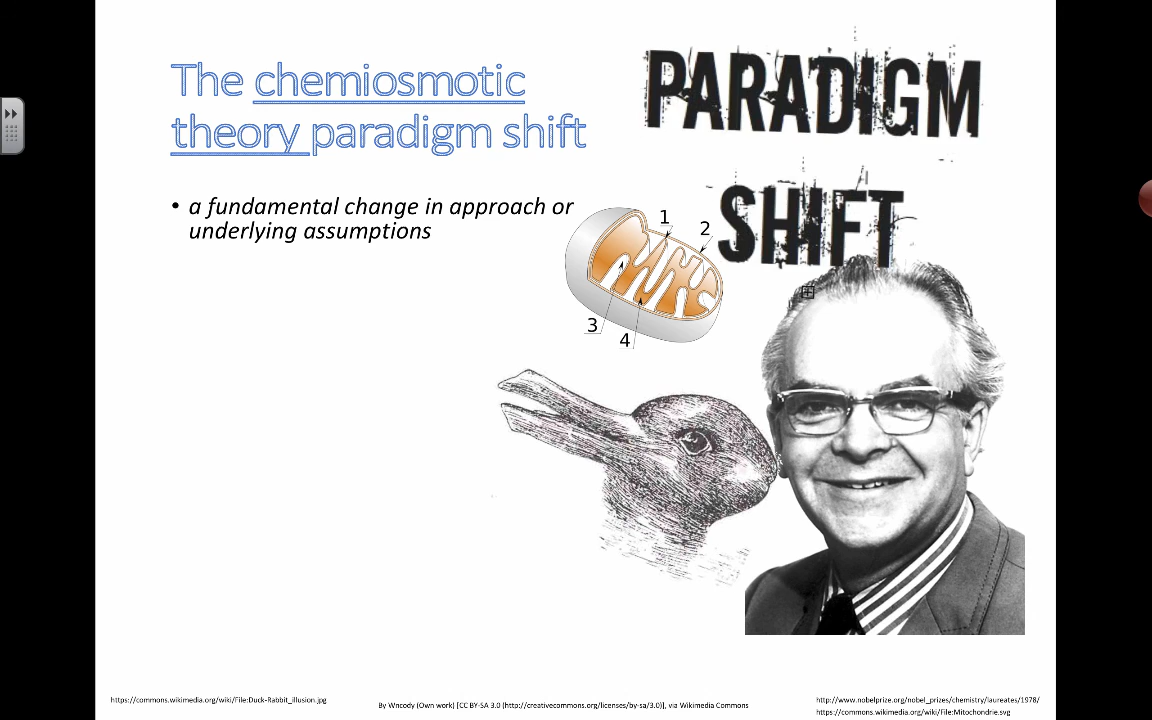 The chemiosmotic
theory paradigm shift
• a fundamental change in approach or
underlying assumptions
PARADIGM
SHIFT
1
2
3
4
https://commons.wikimedia.org/wiki/File:Duck-Rabbit_illusion.jpg
By Wncody (Own work) [CC BY-SA 3.0 (http://creativecommons.org/licenses/by-sa/3.0)], via Wikimedia Commons
http://www.nobelprize.org/nobel_prizes/chemistry/laureates/1978/
https://commons.wikimedia.org/wiki/File:Mitochondrie.svg